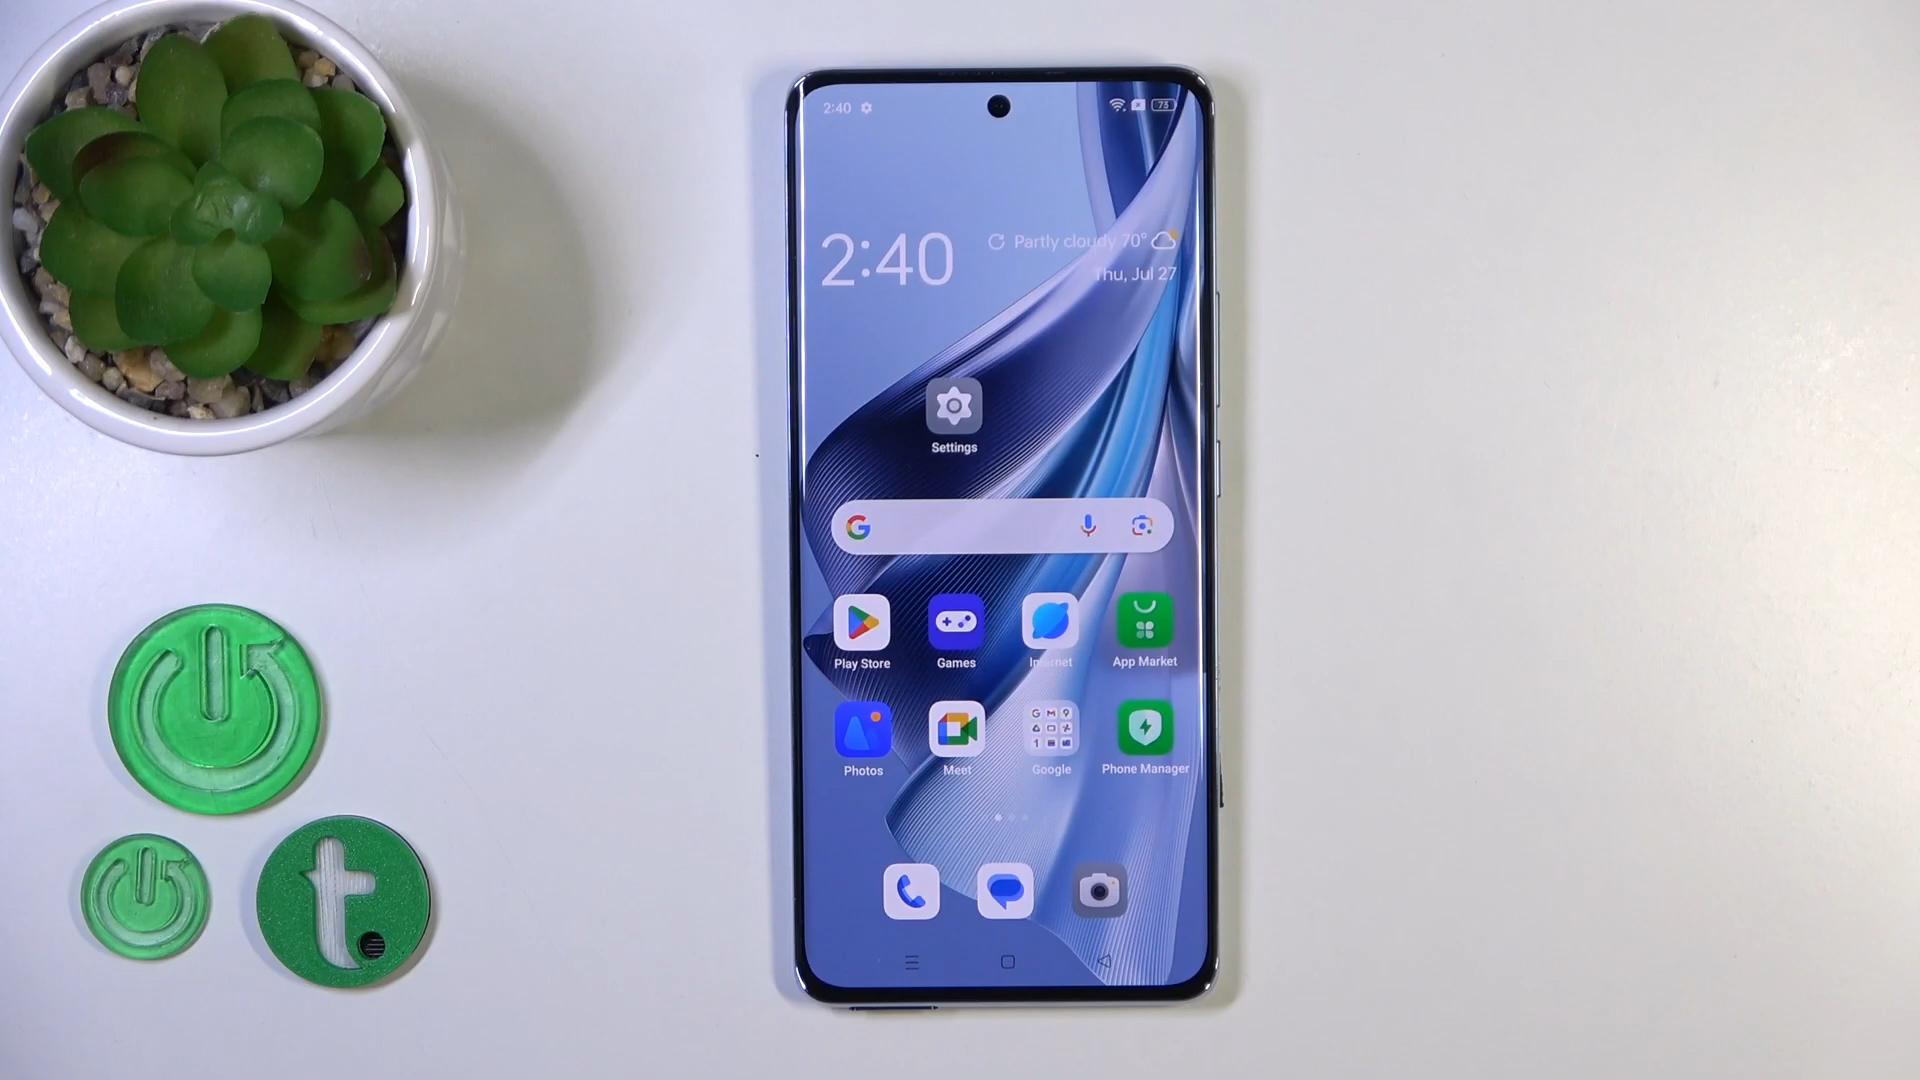 2:40
75
2:40
Partly cloudy 70°
Thu, Jul 27
Settings
Play Store
Games
Internet
App Market
Photos
Meet
Google
Phone Manager
t.